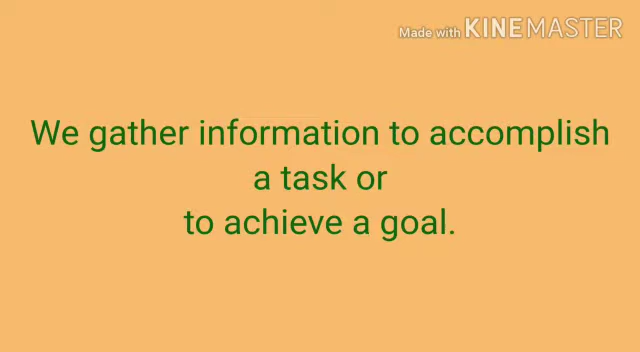 Made with KINEMASTER
We gather information to accomplish
a task or
to achieve a goal.